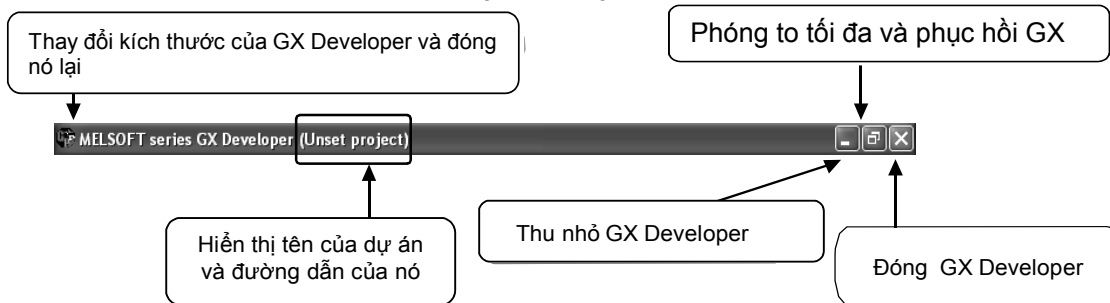 Thay đổi kích thước của GX Developer và đóng
nó lại
Phóng to tối đa và phục hồi GX
MELSOFT series GX Developer (Unset project)
Hiển thị tên của dự án
và đường dẫn của nó
Thu nhỏ GX Developer
Đóng GX Developer